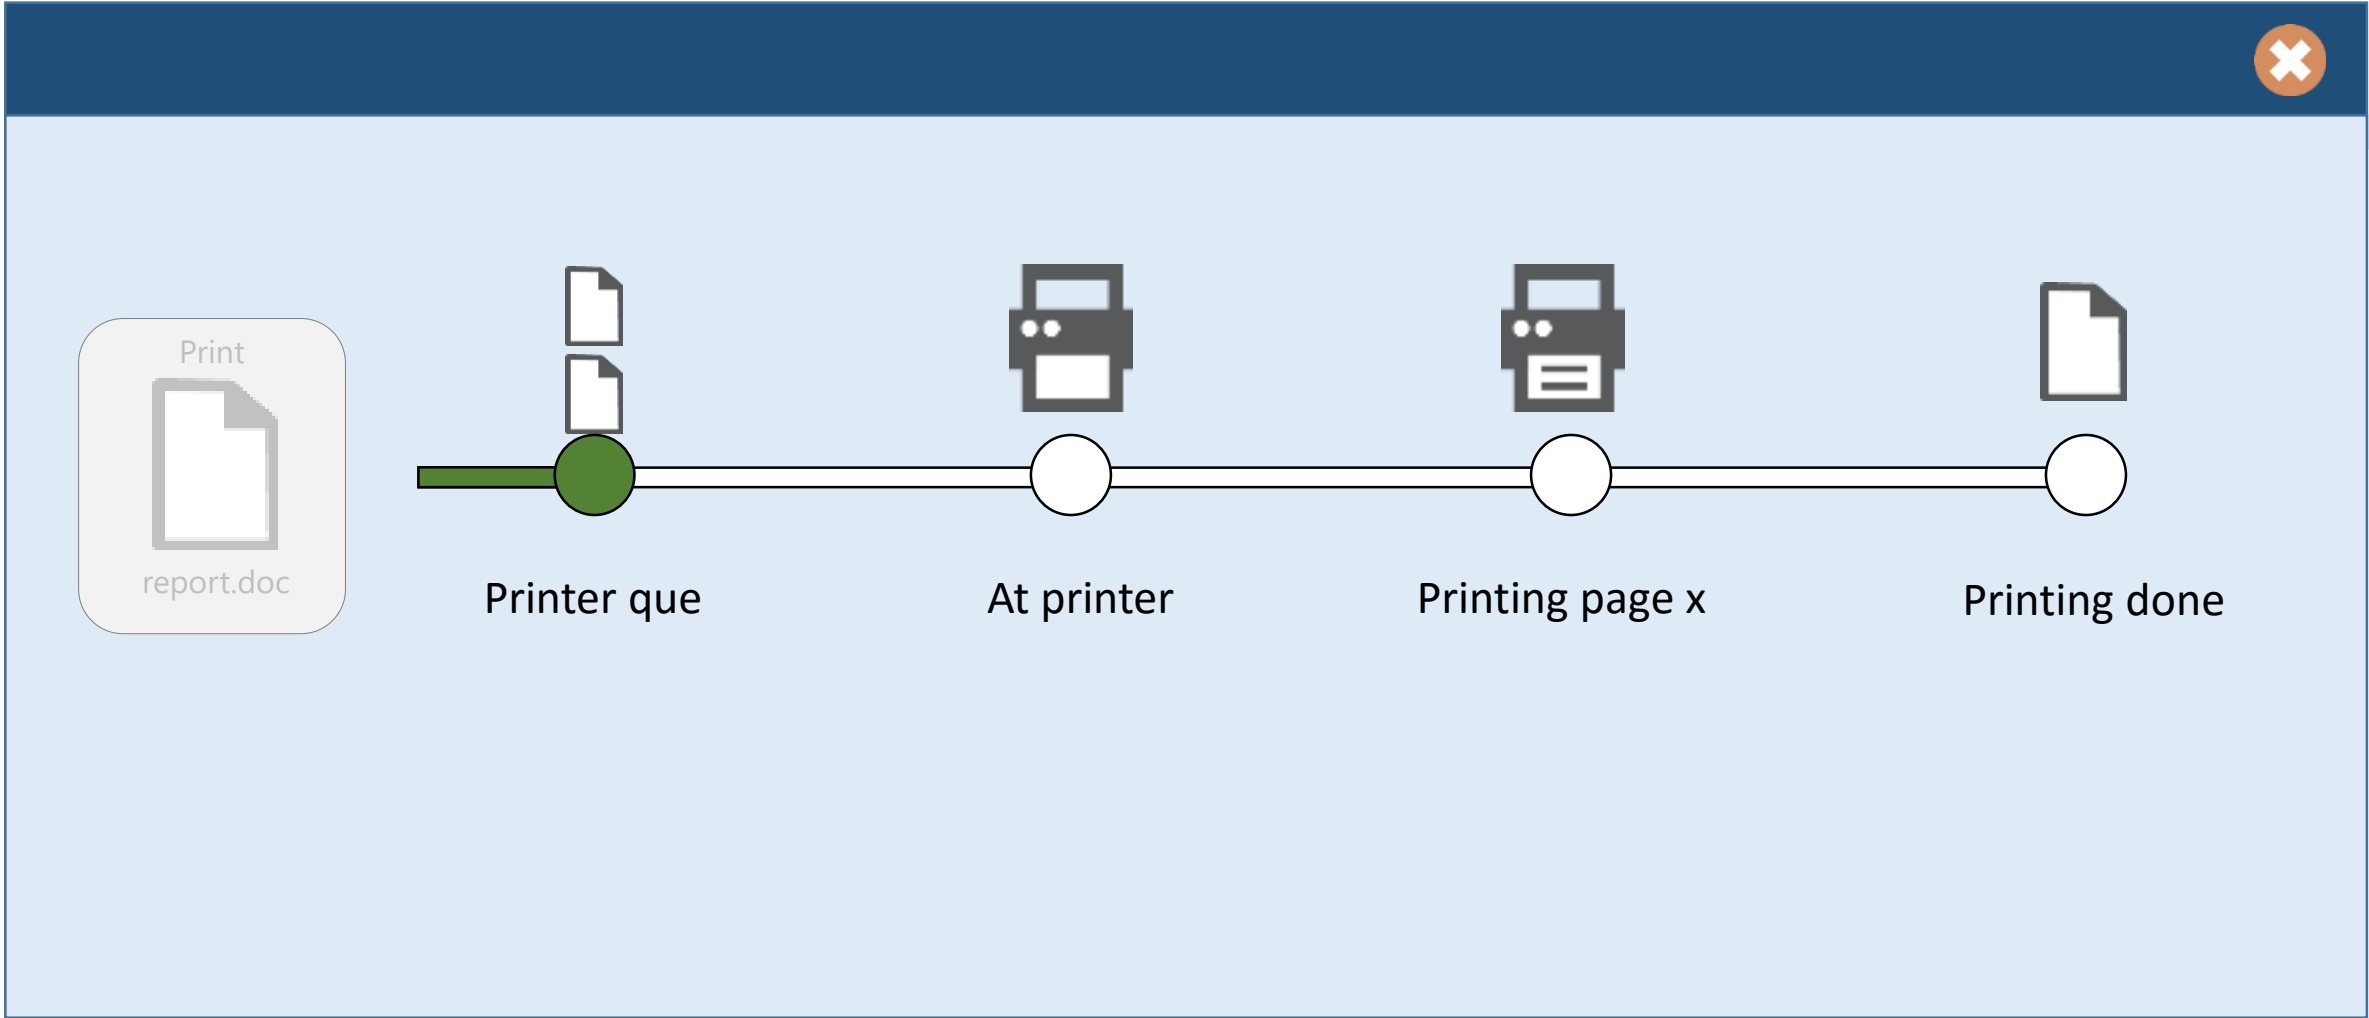 Print
report.doc
Printer que
At printer
Printing page x
Printing done